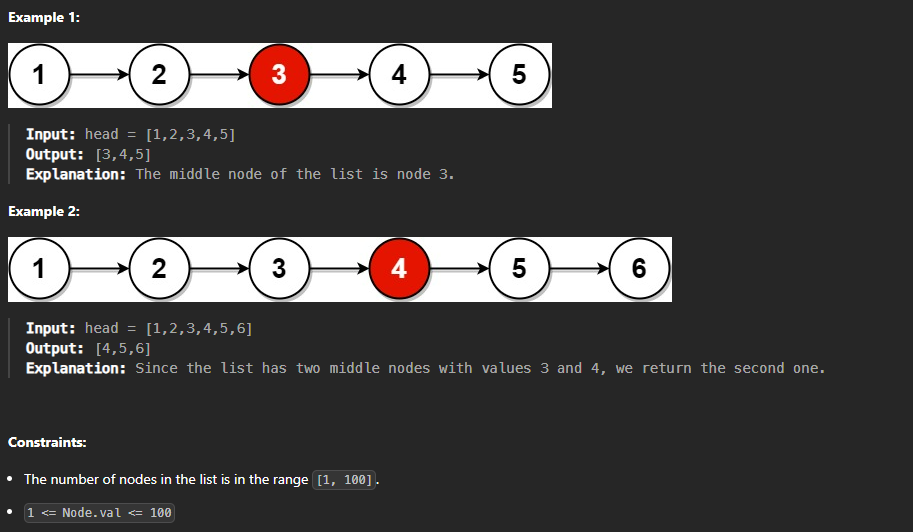 Example 1:
1 2 3 4 5
Input: head = [1,2,3,4,5]
Output: [3,4,5]
Explanation: The middle node of the list is node 3.
Example 2:
1 2 3 4 5 6
Input: head = [1,2,3,4,5,6]
Output: [4,5,6]
Explanation: Since the list has two middle nodes with values 3 and 4, we return the second one.
Constraints:
• The number of nodes in the list is in the range [1, 100].
• 1 <= Node.val <= 100